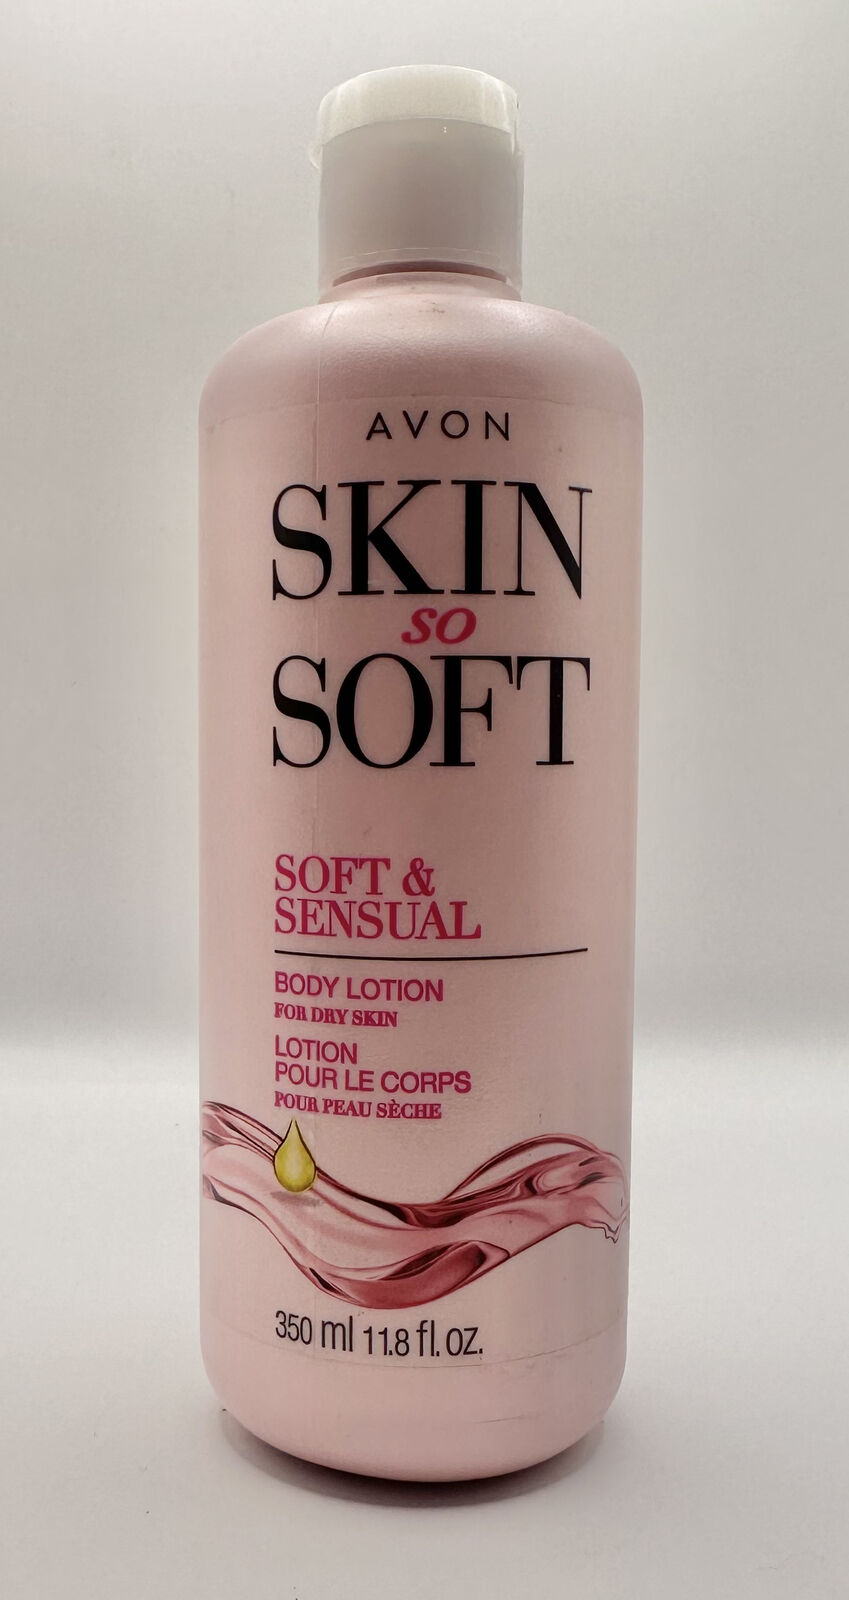 AVON
SKIN
so
SOFT
SOFT &
SENSUAL
BODY LOTION
FOR DRY SKIN
LOTION
POUR LE CORPS
POUR PEAU SÈCHE
350 ml 11.8 fl. oz.